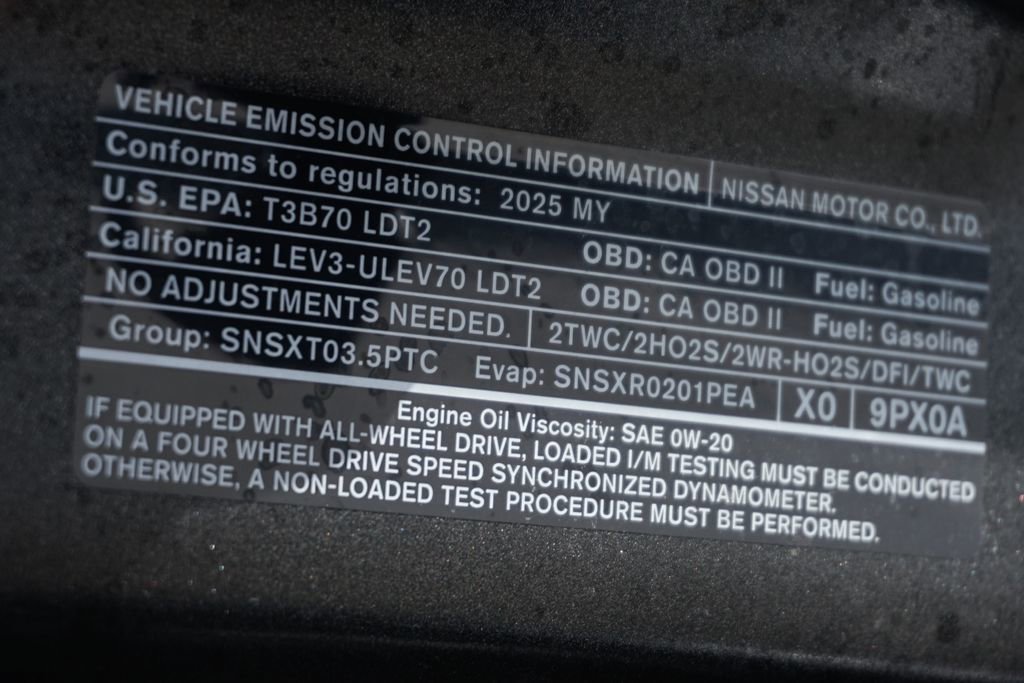 VEHICLE EMISSION CONTROL INFORMATION NISSAN MOTOR CO., LTD.
Conforms to regulations: 2025 MY
U.S. EPA: T3B70 LDT2 OBD: CA OBD II Fuel: Gasoline
California: LEV3-ULEV70 LDT2 OBD: CA OBD II Fuel: Gasoline
NO ADJUSTMENTS NEEDED. 2TWC/2HO2S/2WR-HO2S/DFI/TWC
Group: SNSXT03.5PTC Evap: SNSXR0201PEA X0 9PX0A
Engine Oil Viscosity: SAE 0W-20
IF EQUIPPED WITH ALL-WHEEL DRIVE, LOADED I/M TESTING MUST BE CONDUCTED
ON A FOUR WHEEL DRIVE SPEED SYNCHRONIZED DYNAMOMETER.
OTHERWISE, A NON-LOADED TEST PROCEDURE MUST BE PERFORMED.